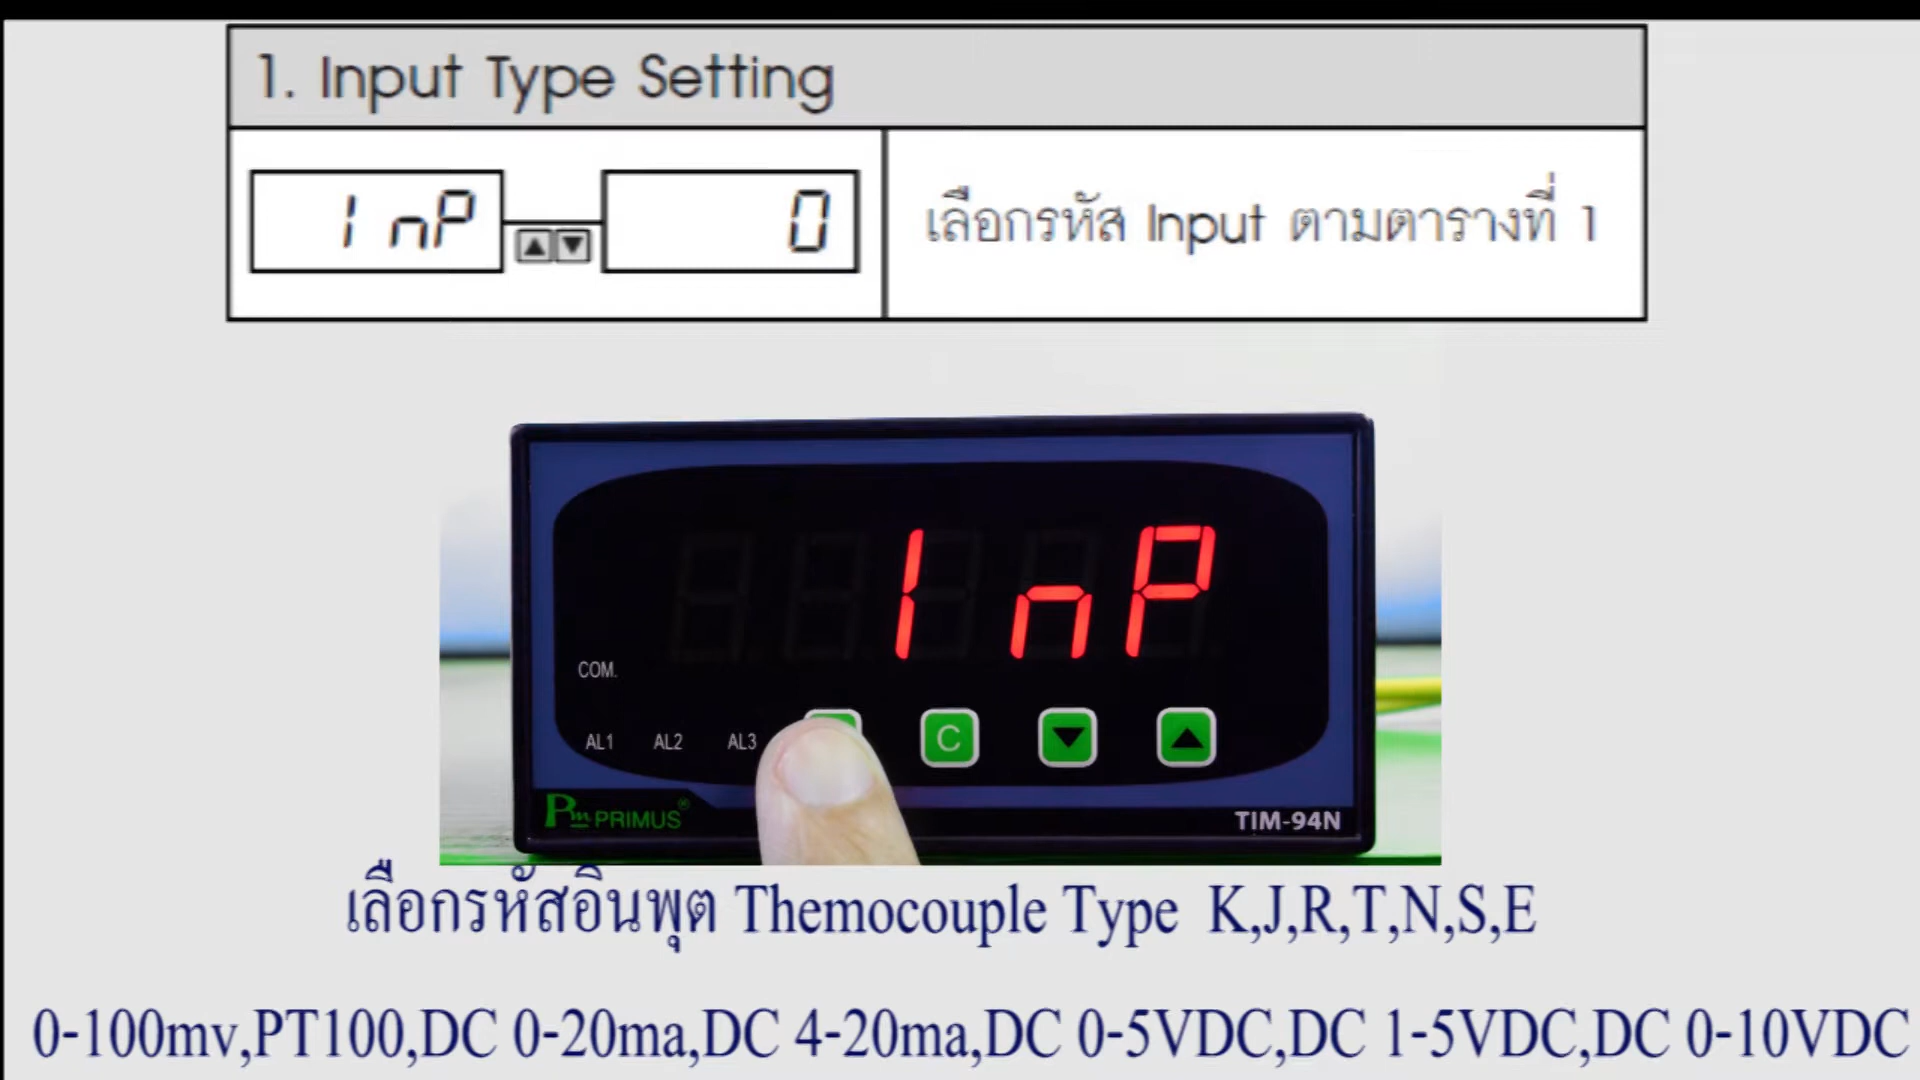 1. Input Type Setting
InP 0 เลือกรหัส Input ตามตารางที่ 1
InP
COM.
AL1 AL2 AL3 C
Pm PRIMUS® TIM-94N
เลือกรหัสอินพุต Themocouple Type K,J,R,T,N,S,E
0-100mv,PT100,DC 0-20ma,DC 4-20ma,DC 0-5VDC,DC 1-5VDC,DC 0-10VDC